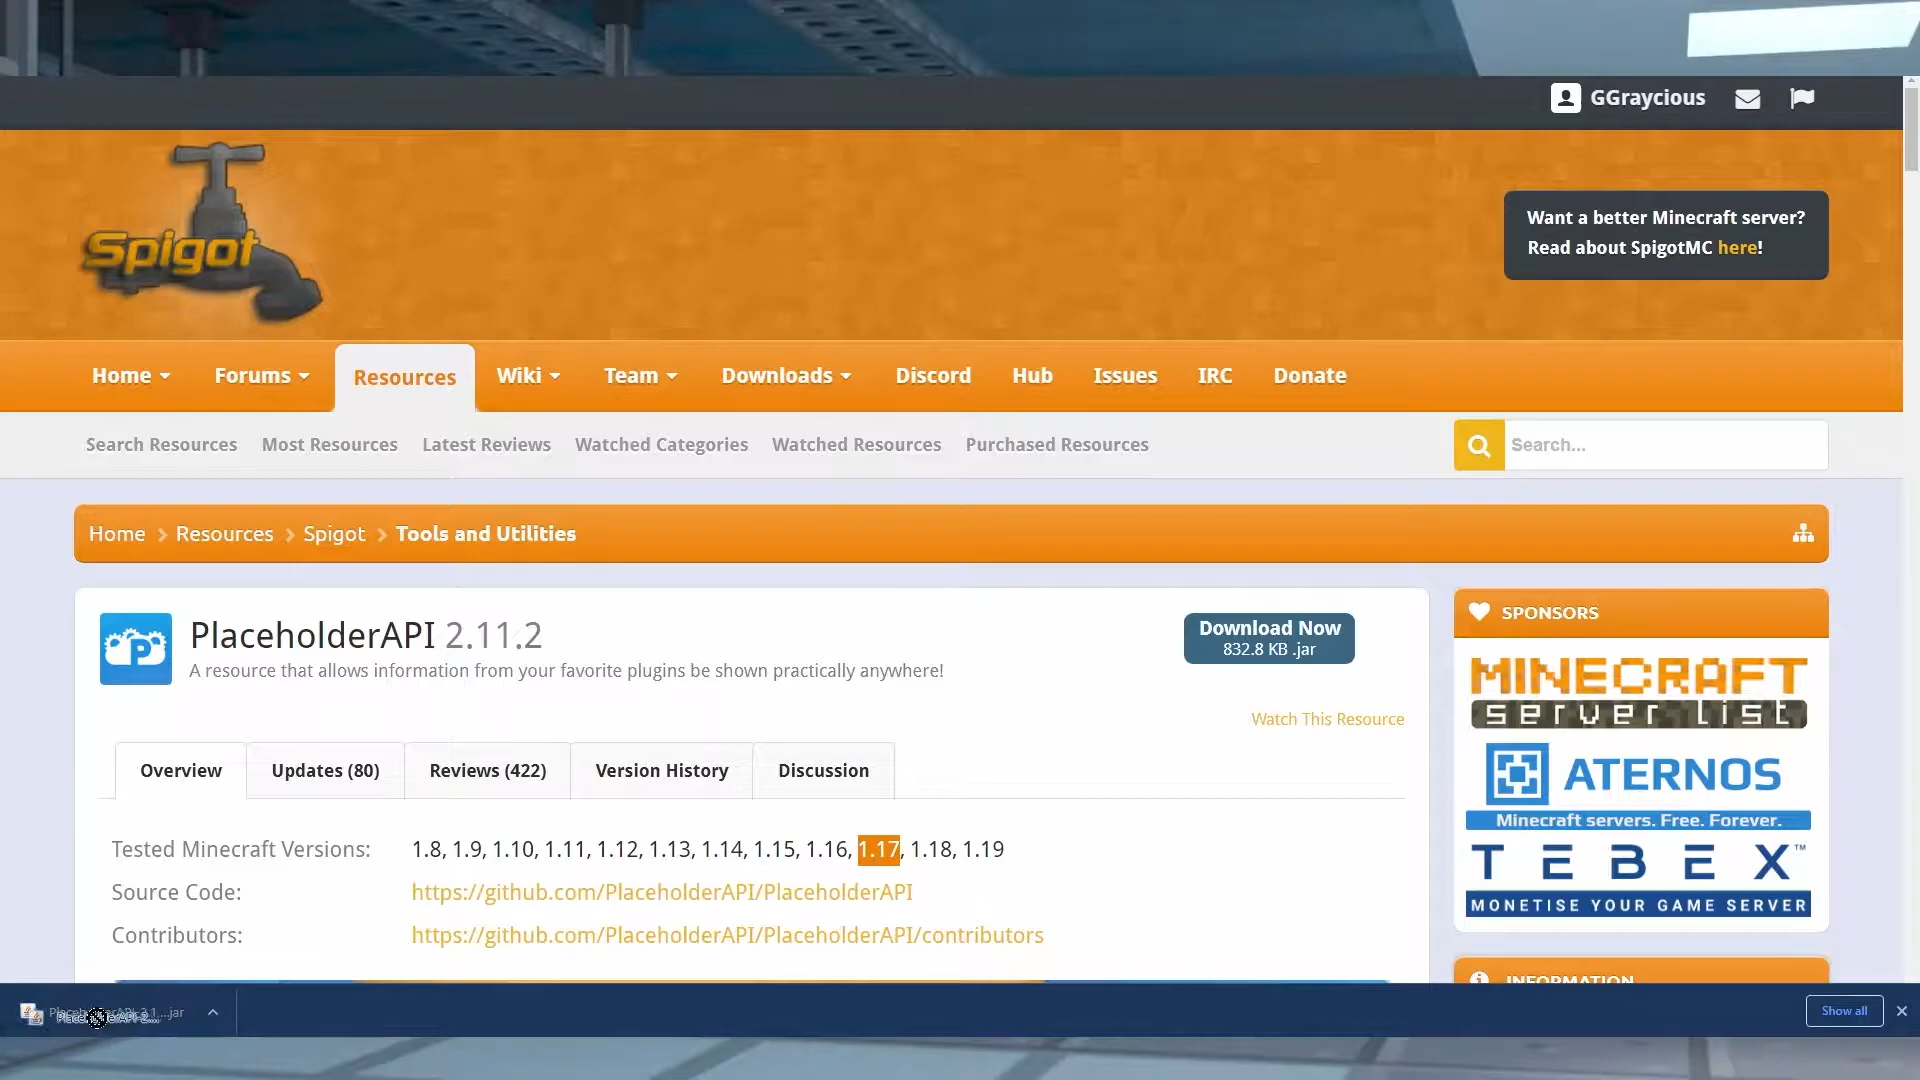 GGraycious
Spigot
Want a better Minecraft server?
Read about SpigotMC here!
Home Forums Resources Wiki Team Downloads Discord Hub Issues IRC Donate
Search Resources Most Resources Latest Reviews Watched Categories Watched Resources Purchased Resources
Search...
Home Resources Spigot Tools and Utilities
PlaceholderAPI 2.11.2
A resource that allows information from your favorite plugins be shown practically anywhere!
Download Now
832.8 KB .jar
Watch This Resource
Overview Updates (80) Reviews (422) Version History Discussion
Tested Minecraft Versions: 1.8, 1.9, 1.10, 1.11, 1.12, 1.13, 1.14, 1.15, 1.16, 1.17, 1.18, 1.19
Source Code: https://github.com/PlaceholderAPI/PlaceholderAPI
Contributors: https://github.com/PlaceholderAPI/PlaceholderAPI/contributors
SPONSORS
MINECRAFT
server list
ATERNOS
Minecraft servers. Free. Forever.
TEBEX™
MONETISE YOUR GAME SERVER
INFORMATION
Show all